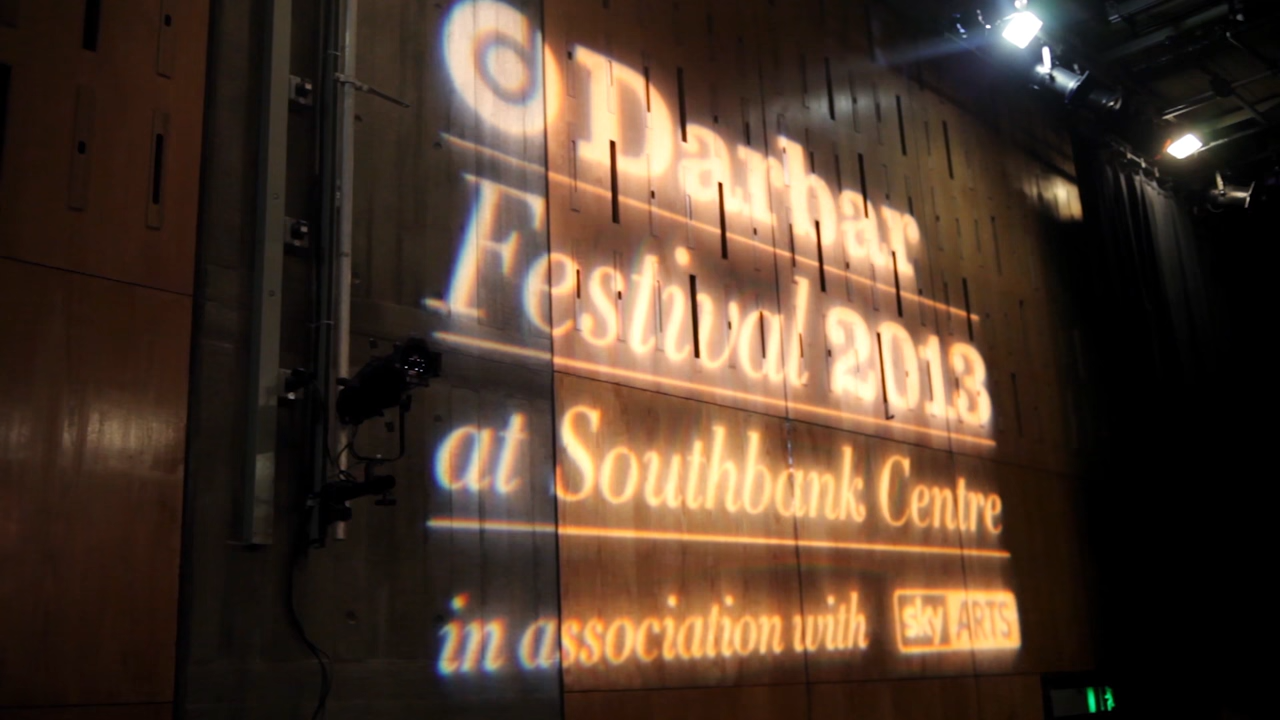 Darbar
Festival 2013
at Southbank Centre
in association with sky ARTS